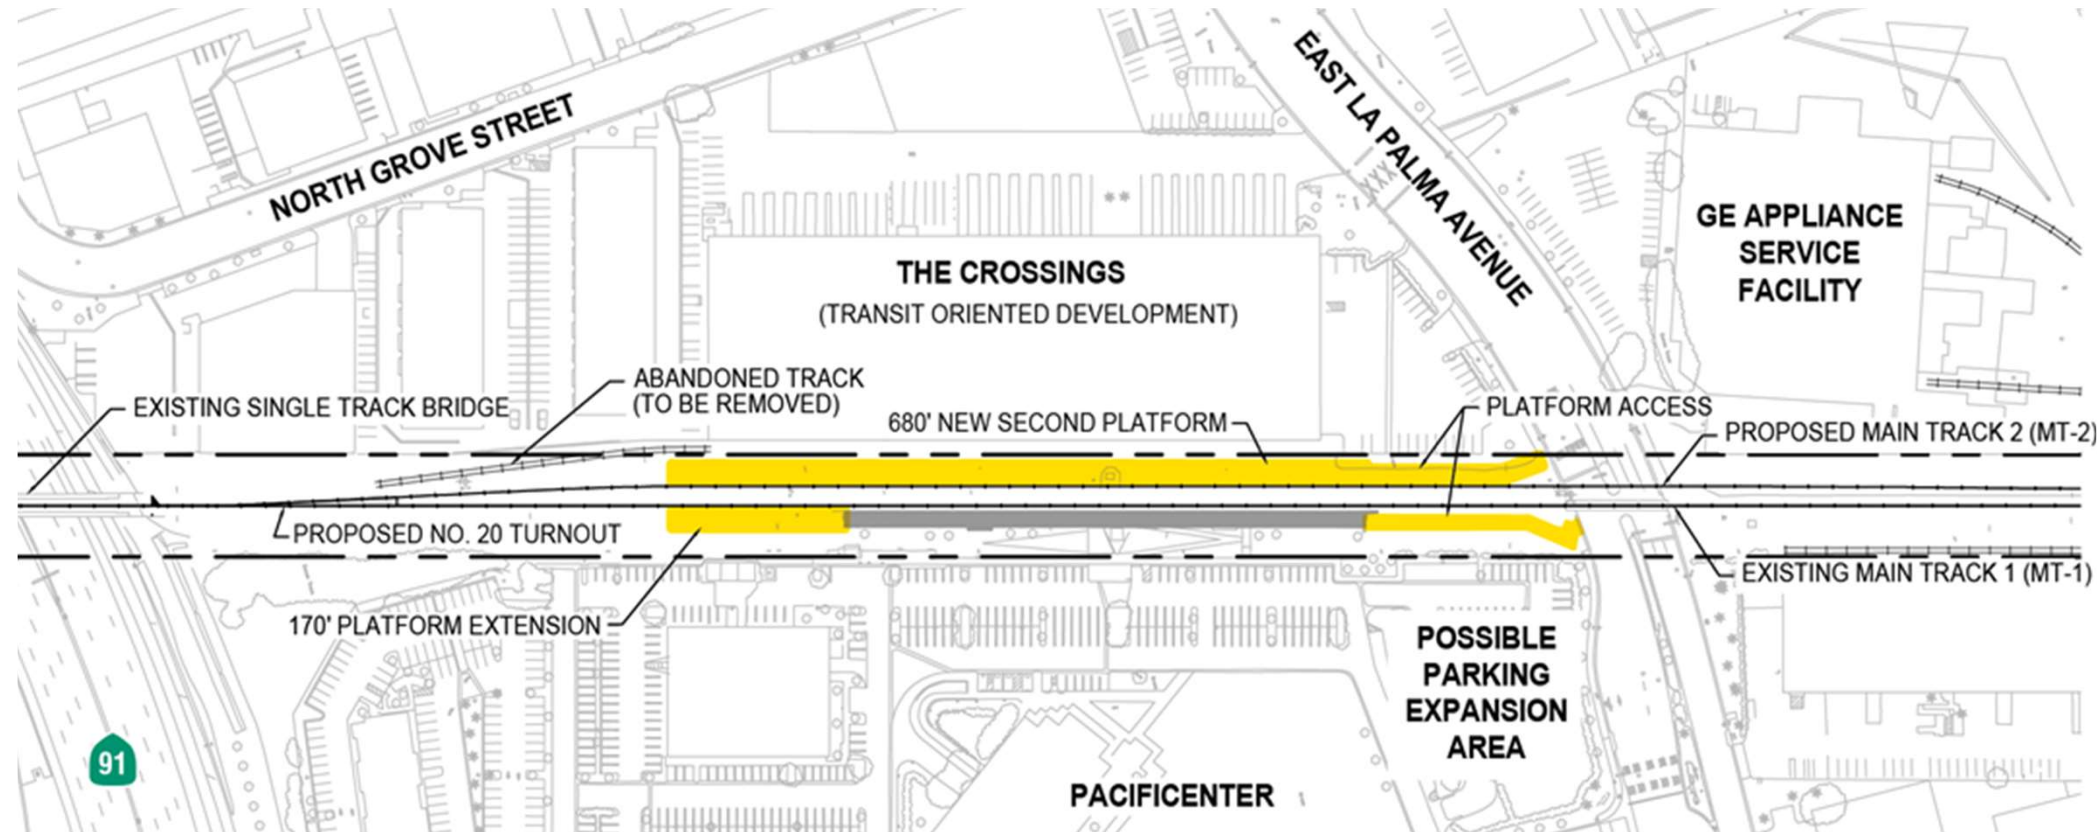 NORTH GROVE STREET
EAST LA PALMA AVENUE
GE APPLIANCE
SERVICE
FACILITY
THE CROSSINGS
(TRANSIT ORIENTED DEVELOPMENT)
ABANDONED TRACK
(TO BE REMOVED)
EXISTING SINGLE TRACK BRIDGE
680' NEW SECOND PLATFORM
PLATFORM ACCESS
PROPOSED MAIN TRACK 2 (MT-2)
PROPOSED NO. 20 TURNOUT
EXISTING MAIN TRACK 1 (MT-1)
170' PLATFORM EXTENSION
POSSIBLE
PARKING
EXPANSION
AREA
91
PACIFICENTER